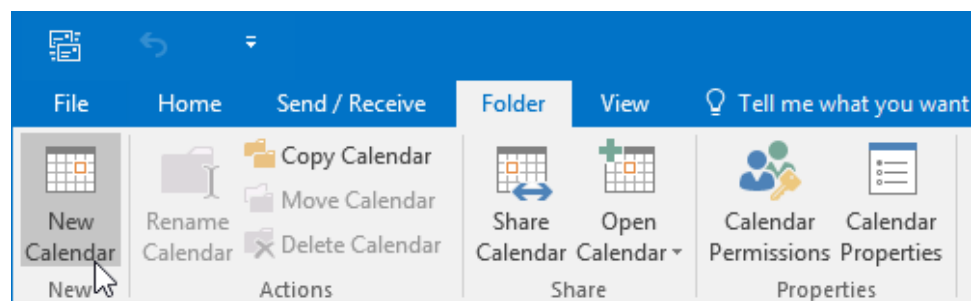 File Home Send / Receive Folder View Tell me what you want
New Calendar
Rename Calendar
Copy Calendar
Move Calendar
Delete Calendar
Share Calendar
Open Calendar
Calendar Permissions
Calendar Properties
New Actions Share Properties